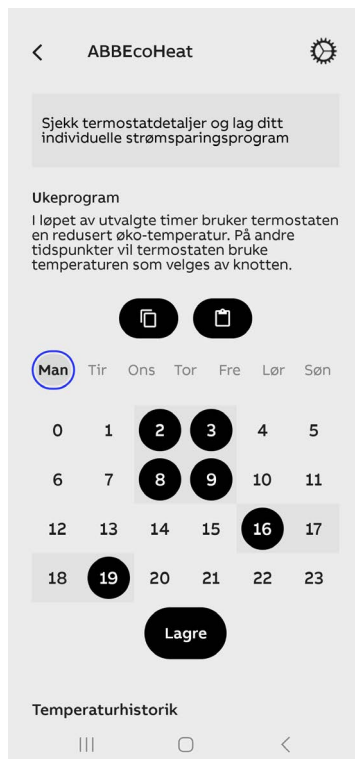 ABBEcoHeat
Sjekk termostatdetaljer og lag ditt
individuelle strømsparingsprogram
Ukeprogram
I løpet av utvalgte timer bruker termostaten
en redusert øko-temperatur. På andre
tidspunkter vil termostaten bruke
temperaturen som velges av knotten.
Man Tir Ons Tor Fre Lør Søn
0 1 2 3 4 5
6 7 8 9 10 11
12 13 14 15 16 17
18 19 20 21 22 23
Lagre
Temperaturhistorik